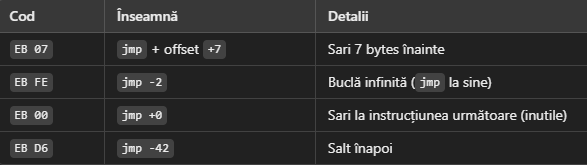 Cod Înseamnă Detalii
EB 07 jmp + offset +7 Sari 7 bytes înainte
EB FE jmp -2 Buclă infinită (jmp la sine)
EB 00 jmp +0 Sari la instrucțiunea următoare (inutile)
EB D6 jmp -42 Salt înapoi